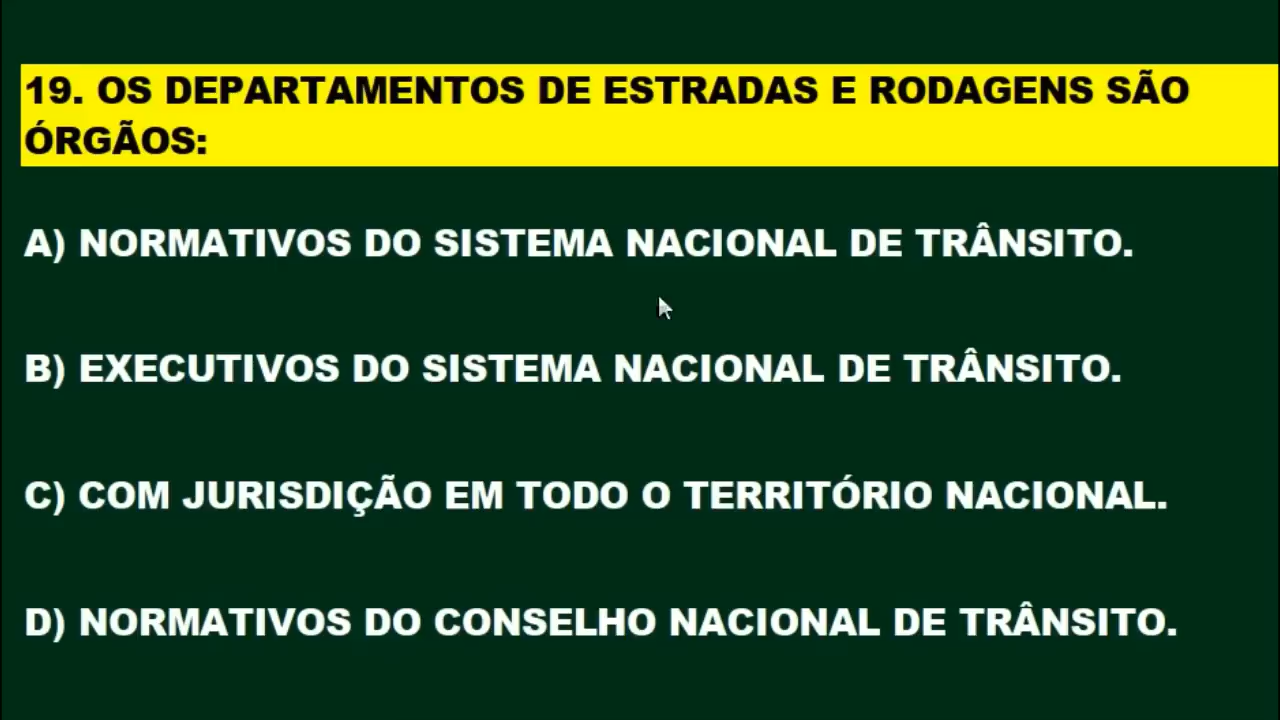 19. OS DEPARTAMENTOS DE ESTRADAS E RODAGENS SÃO
ÓRGÃOS:
A) NORMATIVOS DO SISTEMA NACIONAL DE TRÂNSITO.
B) EXECUTIVOS DO SISTEMA NACIONAL DE TRÂNSITO.
C) COM JURISDIÇÃO EM TODO O TERRITÓRIO NACIONAL.
D) NORMATIVOS DO CONSELHO NACIONAL DE TRÂNSITO.